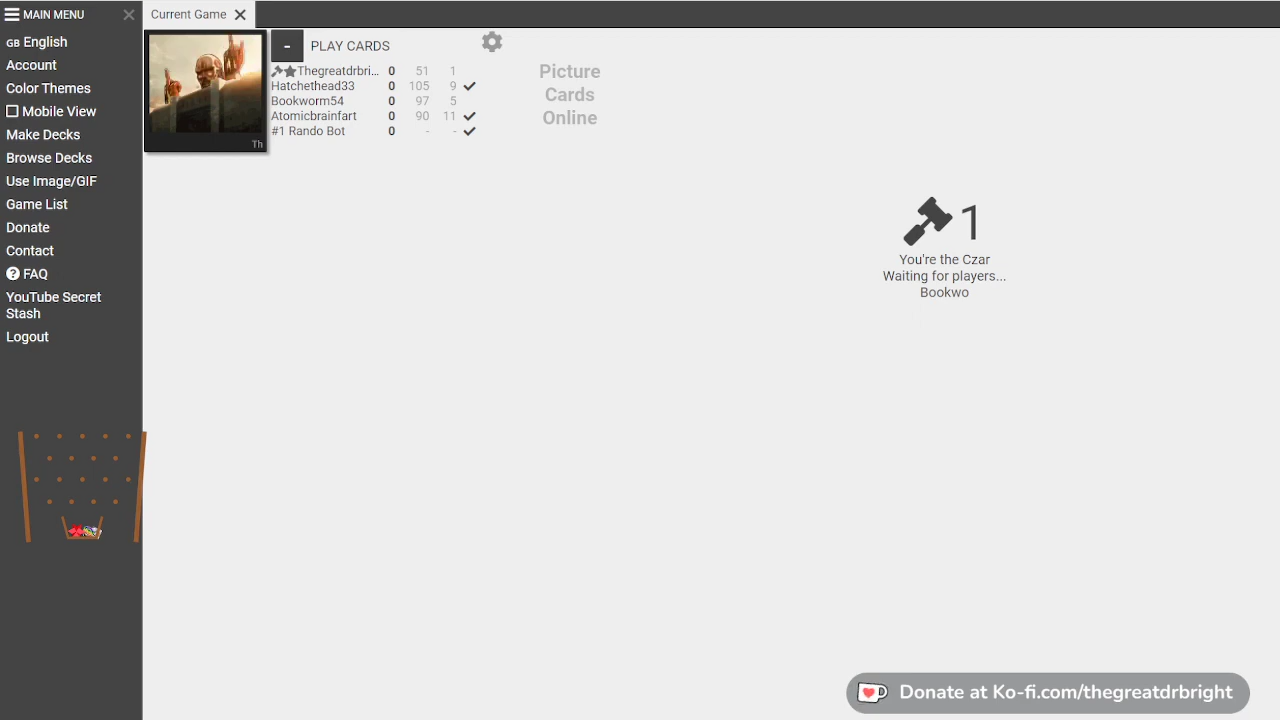 MAIN MENU
Current Game
GB English
Account
Color Themes
Mobile View
Make Decks
Browse Decks
Use Image/GIF
Game List
Donate
Contact
? FAQ
YouTube Secret
Stash
Logout
Th
- PLAY CARDS
Thegreatdrbri... 0 51 1
Hatchethead33 0 105 9
Bookworm54 0 97 5
Atomicbrainfart 0 90 11
#1 Rando Bot 0 - -
Picture
Cards
Online
1
You're the Czar
Waiting for players...
Bookwo
Donate at Ko-fi.com/thegreatdrbright